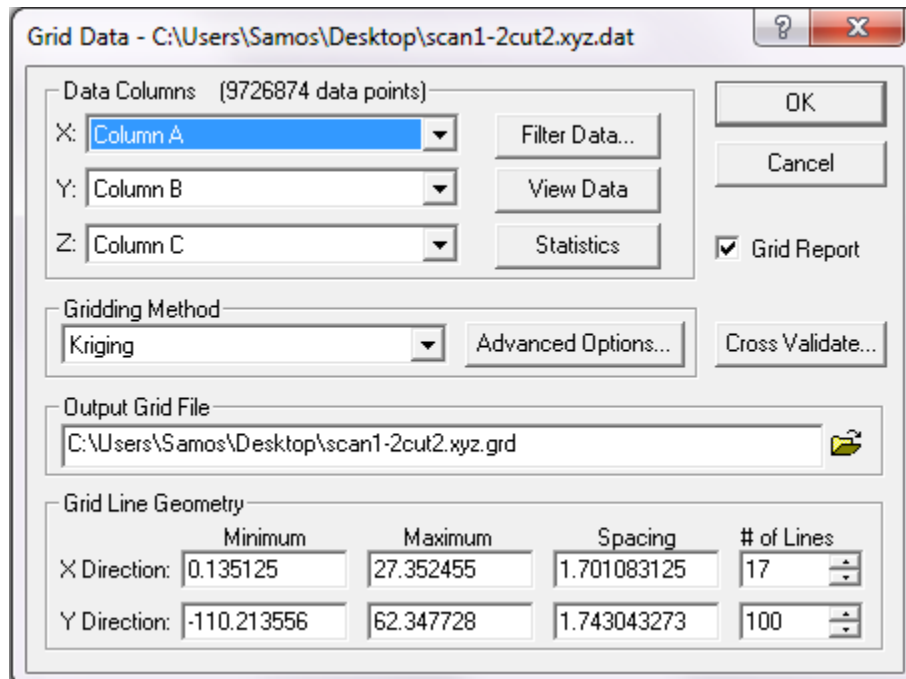 Grid Data - C:\Users\Samos\Desktop\scan1-2cut2.xyz.dat
Data Columns (9726874 data points)
X: Column A
Filter Data...
Y: Column B
View Data
Z: Column C
Statistics
OK
Cancel
Grid Report
Gridding Method
Kriging
Advanced Options...
Cross Validate...
Output Grid File
C:\Users\Samos\Desktop\scan1-2cut2.xyz.grd
Grid Line Geometry
Minimum Maximum Spacing # of Lines
X Direction: 0.135125 27.352455 1.701083125 17
Y Direction: -110.213556 62.347728 1.743043273 100